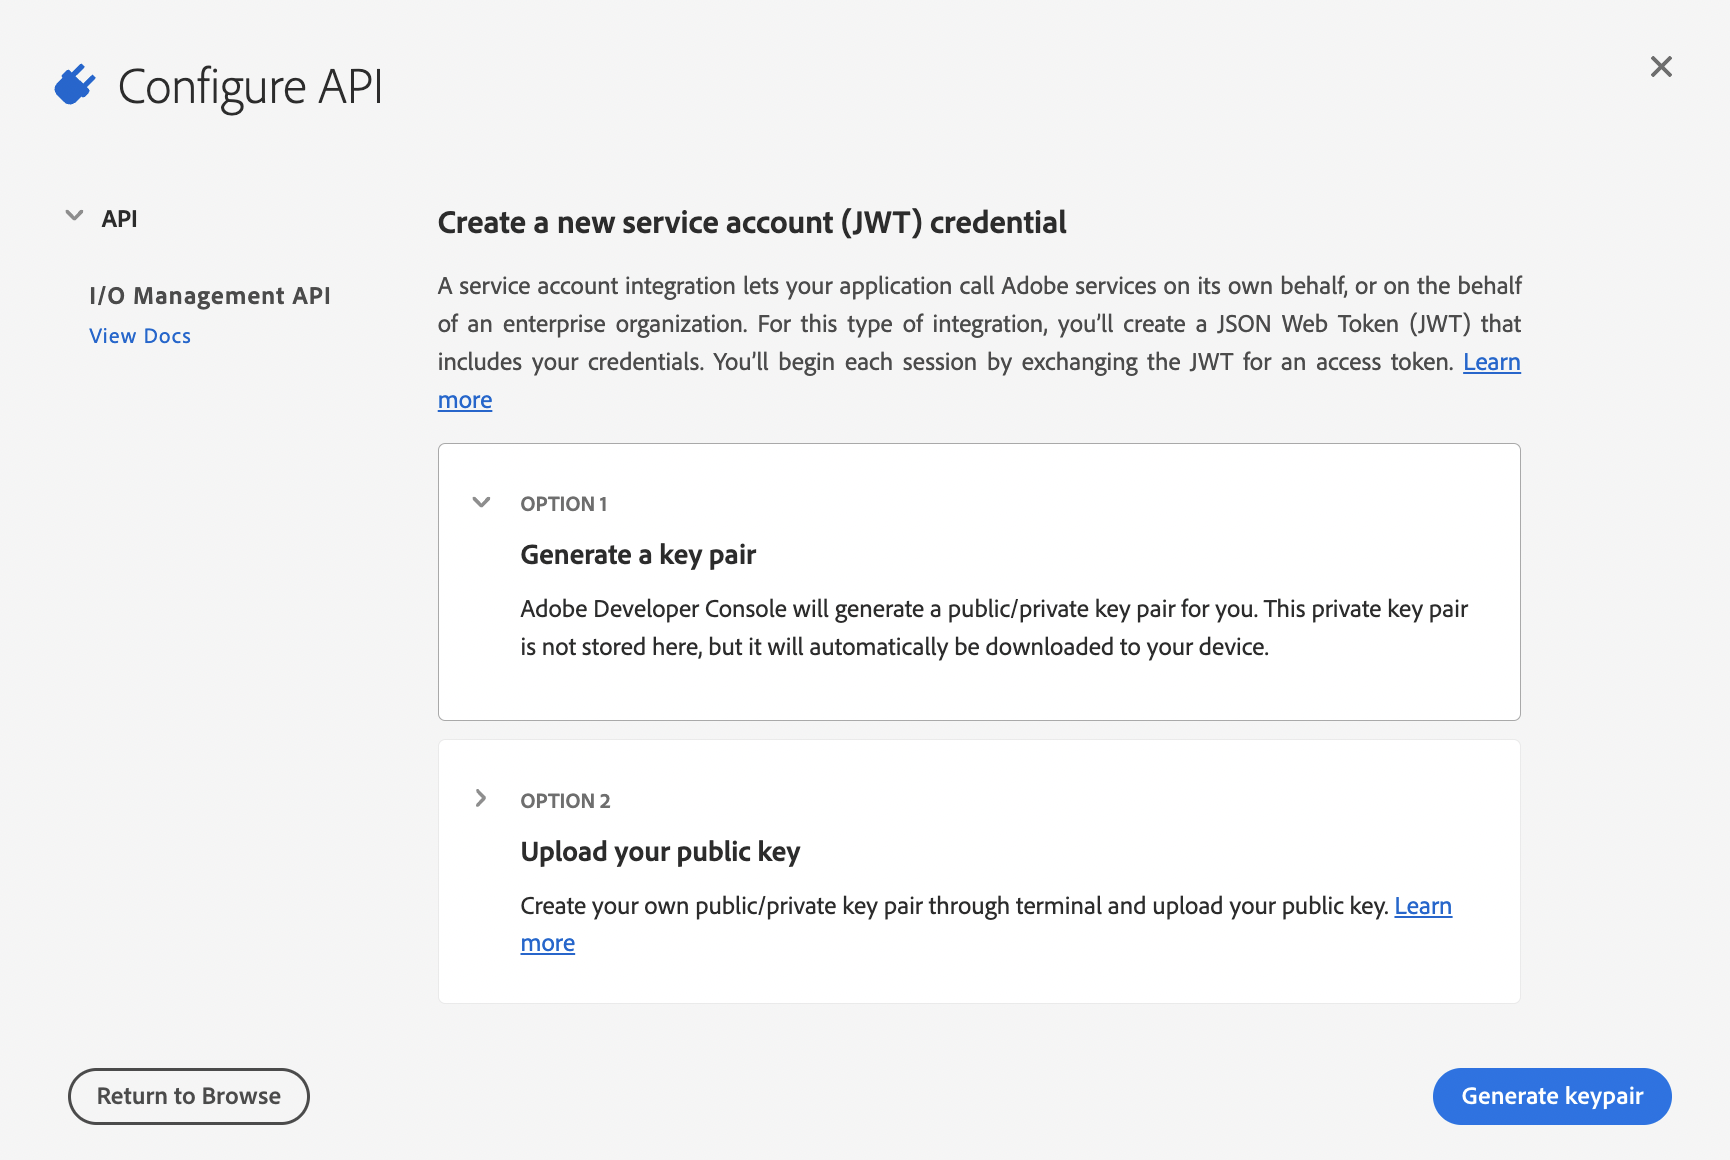 Configure API
API
I/O Management API
View Docs
Create a new service account (JWT) credential
A service account integration lets your application call Adobe services on its own behalf, or on the behalf
of an enterprise organization. For this type of integration, you’ll create a JSON Web Token (JWT) that
includes your credentials. You’ll begin each session by exchanging the JWT for an access token. Learn
more
OPTION 1
Generate a key pair
Adobe Developer Console will generate a public/private key pair for you. This private key pair
is not stored here, but it will automatically be downloaded to your device.
OPTION 2
Upload your public key
Create your own public/private key pair through terminal and upload your public key. Learn
more
Return to Browse
Generate keypair